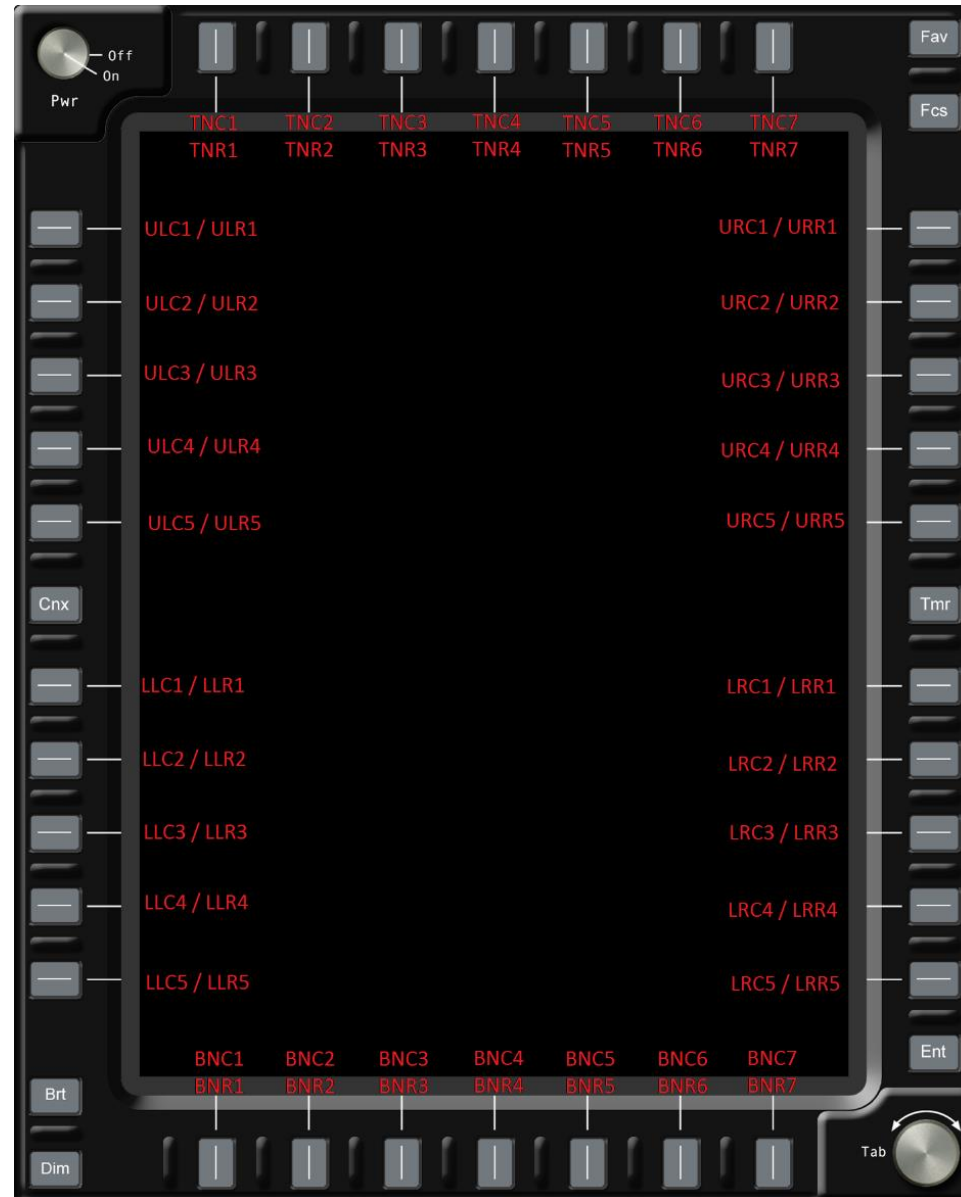 Off
On
Pwr
Fav
Fcs
TNC1 TNC2 TNC3 TNC4 TNC5 TNC6 TNC7
TNR1 TNR2 TNR3 TNR4 TNR5 TNR6 TNR7
ULC1 / ULR1 URC1 / URR1
ULC2 / ULR2 URC2 / URR2
ULC3 / ULR3 URC3 / URR3
ULC4 / ULR4 URC4 / URR4
ULC5 / ULR5 URC5 / URR5
Cnx Tmr
LLC1 / LLR1 LRC1 / LRR1
LLC2 / LLR2 LRC2 / LRR2
LLC3 / LLR3 LRC3 / LRR3
LLC4 / LLR4 LRC4 / LRR4
LLC5 / LLR5 LRC5 / LRR5
BNC1 BNC2 BNC3 BNC4 BNC5 BNC6 BNC7
BNR1 BNR2 BNR3 BNR4 BNR5 BNR6 BNR7
Ent
Brt
Dim
Tab